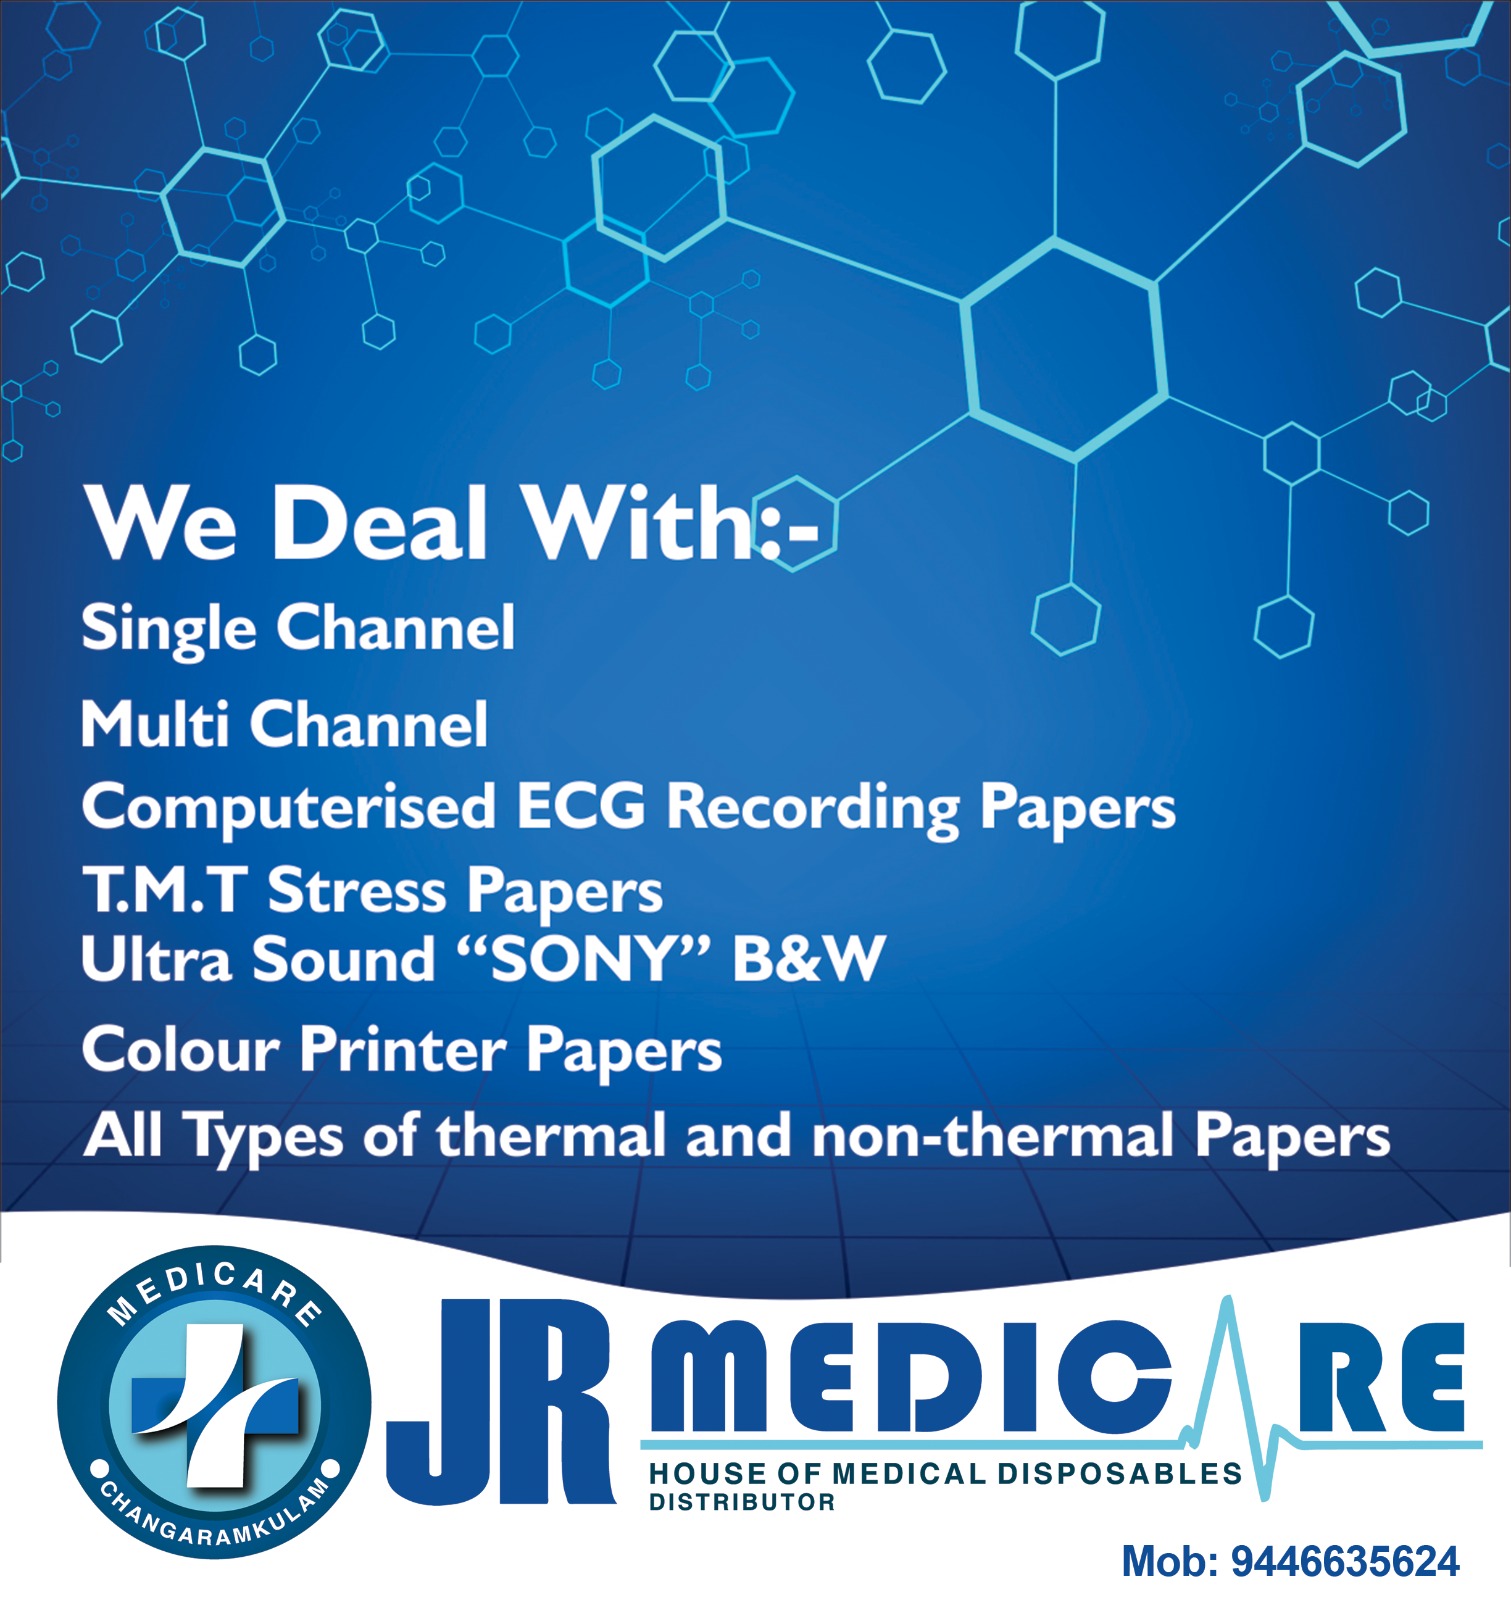 We Deal With:-
Single Channel
Multi Channel
Computerised ECG Recording Papers
T.M.T Stress Papers
Ultra Sound “SONY” B&W
Colour Printer Papers
All Types of thermal and non-thermal Papers
MEDICARE
CHANGARAMKULAM
JR MEDICARE
HOUSE OF MEDICAL DISPOSABLES
DISTRIBUTOR
Mob: 9446635624